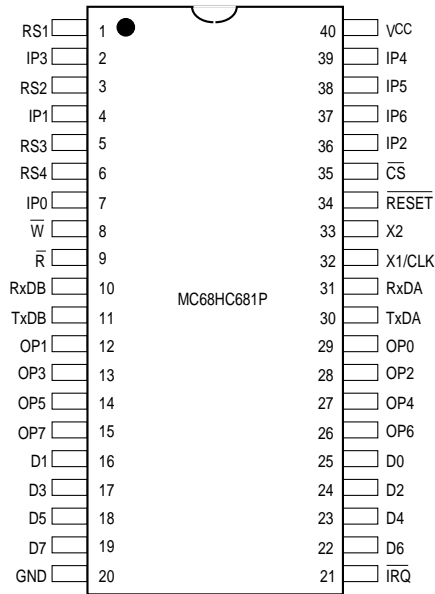 RS1 1 40 VCC
IP3 2 39 IP4
RS2 3 38 IP5
IP1 4 37 IP6
RS3 5 36 IP2
RS4 6 35 C̅S̅
IP0 7 34 R̅E̅S̅E̅T̅
W̅ 8 33 X2
R̅ 9 32 X1/CLK
RxDB 10 31 RxDA
MC68HC681P
TxDB 11 30 TxDA
OP1 12 29 OP0
OP3 13 28 OP2
OP5 14 27 OP4
OP7 15 26 OP6
D1 16 25 D0
D3 17 24 D2
D5 18 23 D4
D7 19 22 D6
GND 20 21 I̅R̅Q̅